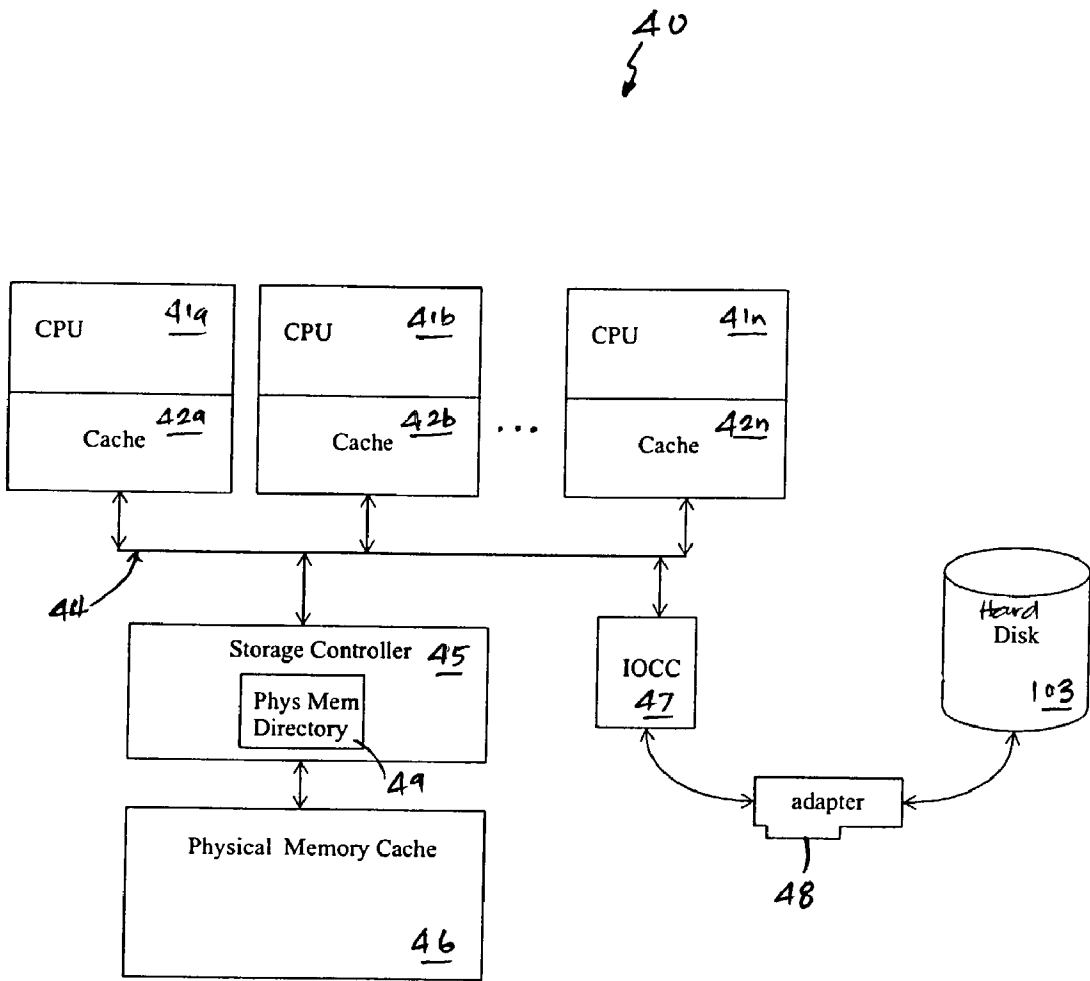 40
CPU 41a
CPU 41b
CPU 41n
Cache 42a
Cache 42b
...
Cache 42n
44
Storage Controller 45
Phys Mem
Directory
49
Physical Memory Cache
46
IOCC
47
adapter
48
Hard
Disk
103